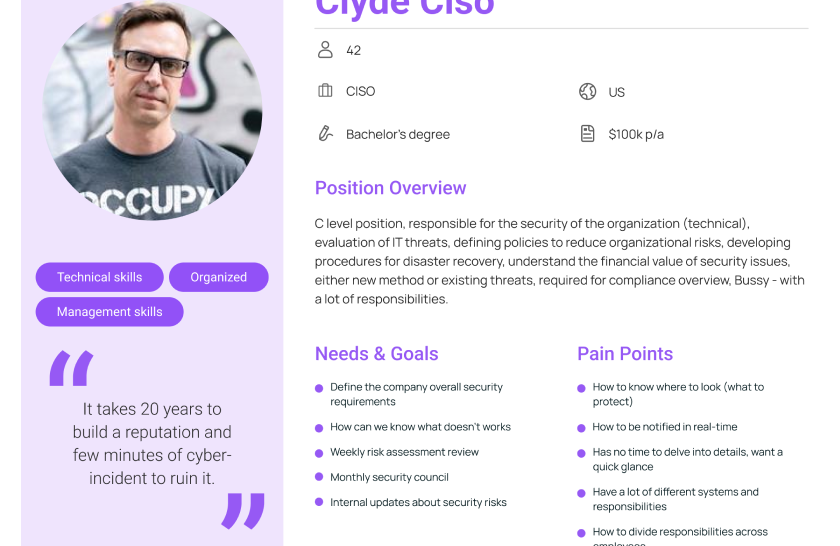 Clyde Ciso
42
CISO
US
Bachelor's degree
$100k p/a
OCCUPY
Technical skills
Organized
Management skills
“
It takes 20 years to
build a reputation and
few minutes of cyber-
incident to ruin it.
”
Position Overview
C level position, responsible for the security of the organization (technical),
evaluation of IT threats, defining policies to reduce organizational risks, developing
procedures for disaster recovery, understand the financial value of security issues,
either new method or existing threats, required for compliance overview, Bussy - with
a lot of responsibilities.
Needs & Goals
Define the company overall security
requirements
How can we know what doesn't works
Weekly risk assessment review
Monthly security council
Internal updates about security risks
Pain Points
How to know where to look (what to
protect)
How to be notified in real-time
Has no time to delve into details, want a
quick glance
Have a lot of different systems and
responsibilities
How to divide responsibilities across
employees